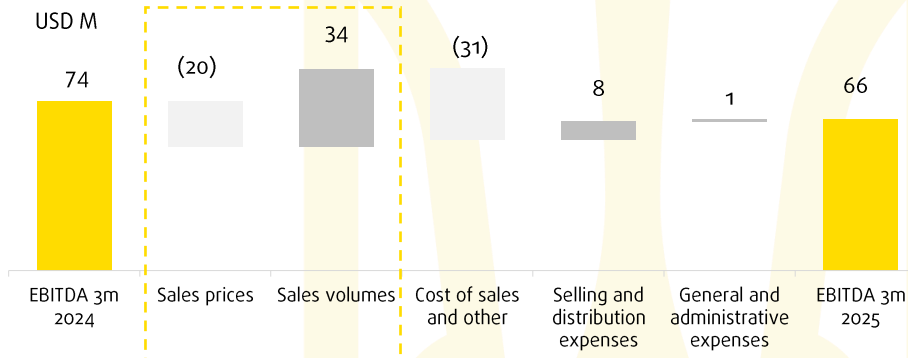 USD M
74
(20)
34
(31)
8
1
66
EBITDA 3m
2024
Sales prices
Sales volumes
Cost of sales
and other
Selling and
distribution
expenses
General and
administrative
expenses
EBITDA 3m
2025